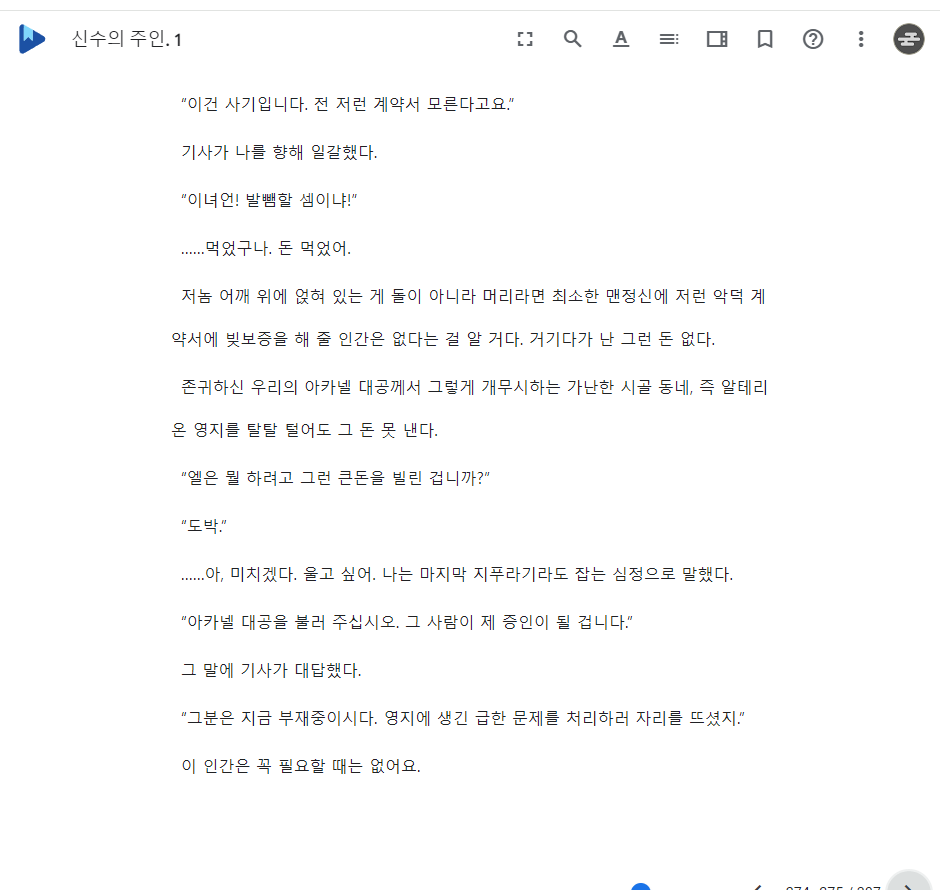 신수의 주인. 1
“이건 사기입니다. 전 저런 계약서 모른다고요.”
기사가 나를 향해 일갈했다.
“이녀언! 발뺌할 셈이냐!”
......먹었구나. 돈 먹었어.
저놈 어깨 위에 얹혀 있는 게 돌이 아니라 머리라면 최소한 맨정신에 저런 악덕 계
약서에 빚보증을 해 줄 인간은 없다는 걸 알 거다. 거기다가 난 그런 돈 없다.
존귀하신 우리의 아카넬 대공께서 그렇게 개무시하는 가난한 시골 동네, 즉 알테리
온 영지를 탈탈 털어도 그 돈 못 낸다.
“엘은 뭘 하려고 그런 큰돈을 빌린 겁니까?”
“도박.”
......아, 미치겠다. 울고 싶어. 나는 마지막 지푸라기라도 잡는 심정으로 말했다.
“아카넬 대공을 불러 주십시오. 그 사람이 제 증인이 될 겁니다.”
그 말에 기사가 대답했다.
“그분은 지금 부재중이시다. 영지에 생긴 급한 문제를 처리하러 자리를 뜨셨지.”
이 인간은 꼭 필요할 때는 없어요.